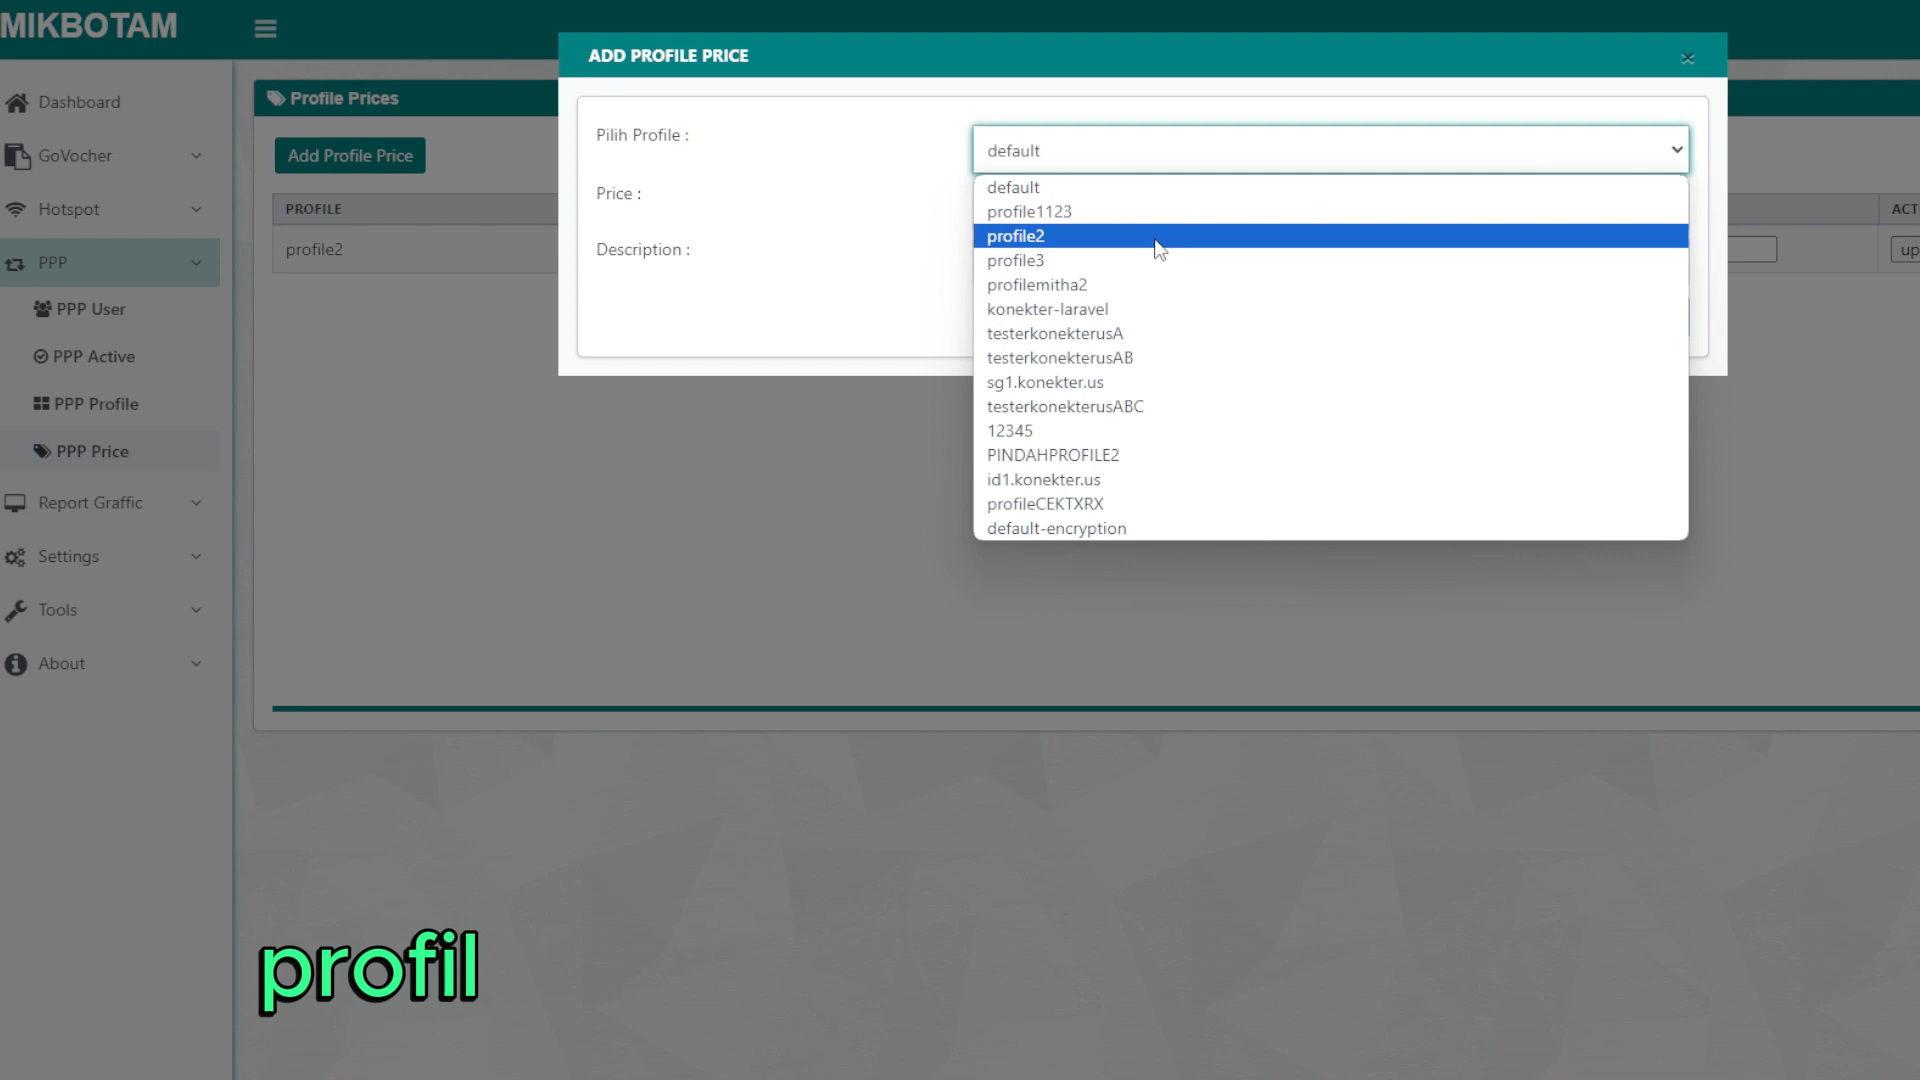 MIKBOTAM
ADD PROFILE PRICE
×
Dashboard
GoVocher
Hotspot
PPP
PPP User
PPP Active
PPP Profile
PPP Price
Report Graffic
Settings
Tools
About
Profile Prices
Add Profile Price
PROFILE
ACT
profile2
up
Pilih Profile :
Price :
Description :
default
default
profile1123
profile2
profile3
profilemitha2
konekter-laravel
testerkonekterusA
testerkonekterusAB
sg1.konekter.us
testerkonekterusABC
12345
PINDAHPROFILE2
id1.konekter.us
profileCEKTXRX
default-encryption
profil